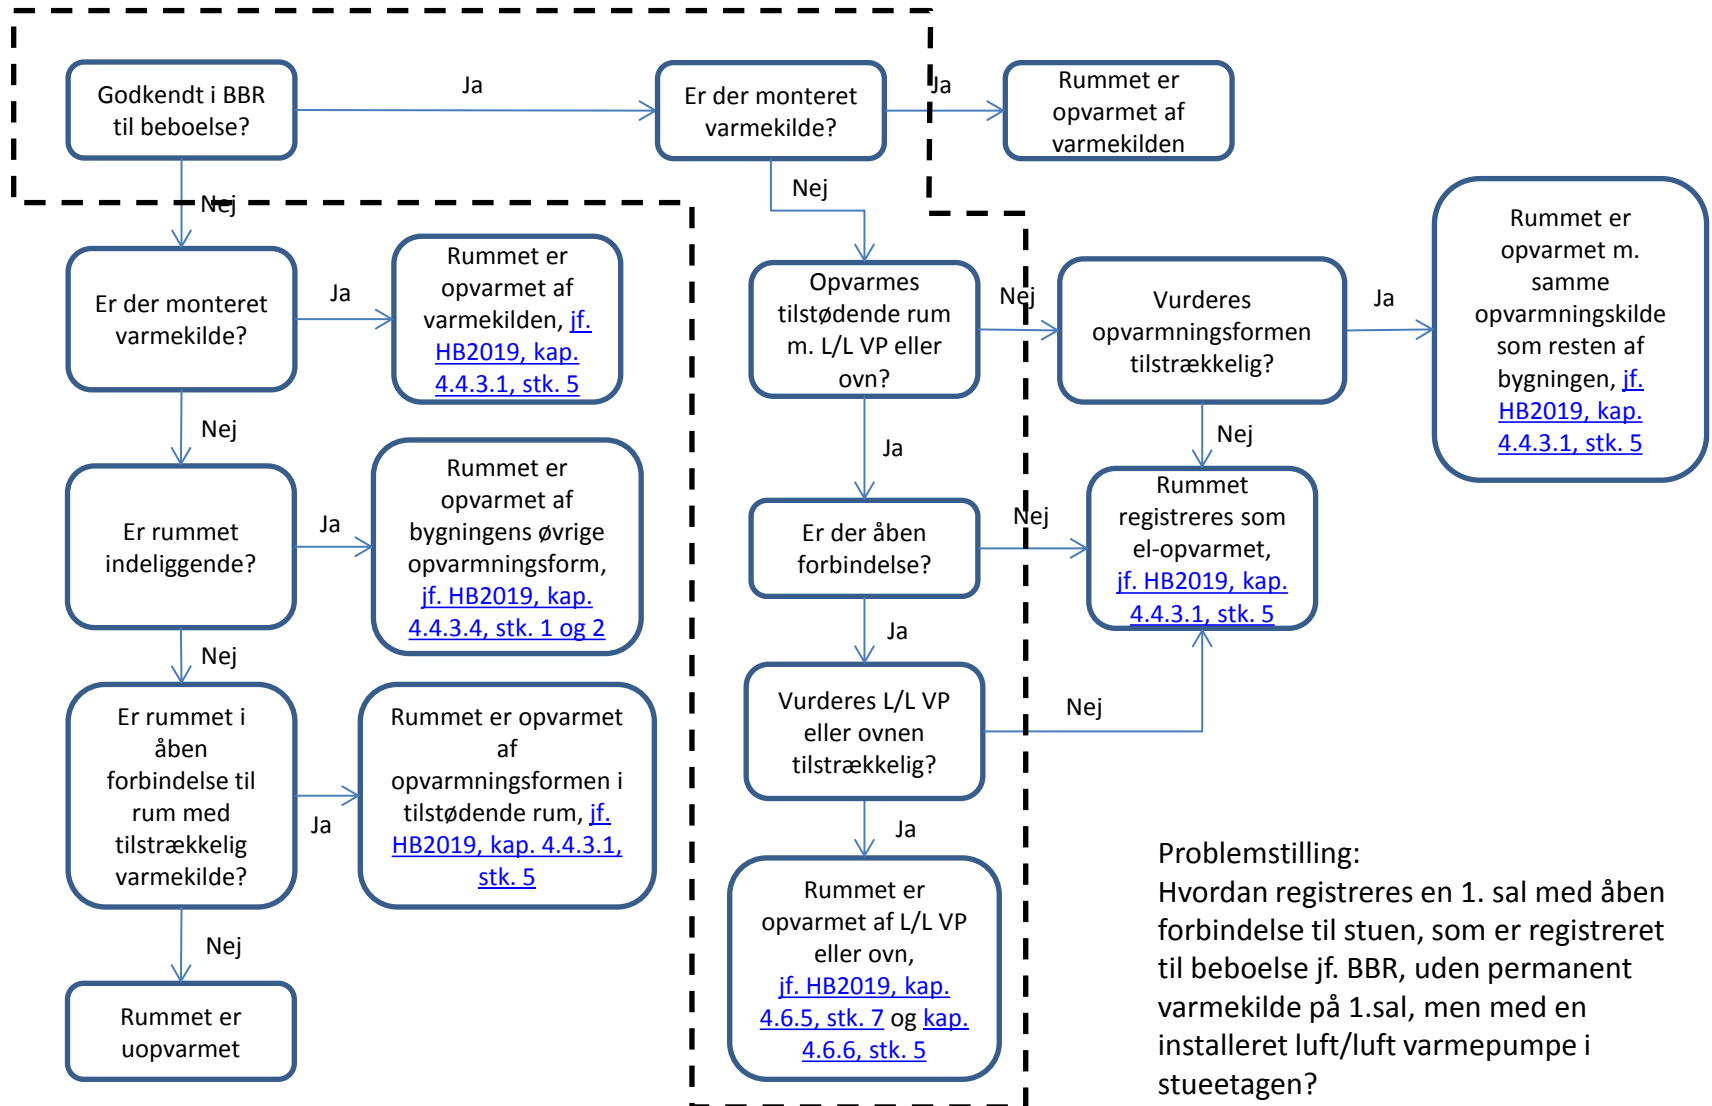 Godkendt i BBR
til beboelse?
Ja
Er der monteret
varmekilde?
Ja
Rummet er
opvarmet af
varmekilden
Nej
Nej
Er der monteret
varmekilde?
Ja
Rummet er
opvarmet af
varmekilden, jf.
HB2019, kap.
4.4.3.1, stk. 5
Opvarmes
tilstødende rum
m. L/L VP eller
ovn?
Nej
Vurderes
opvarmningsformen
tilstrækkelig?
Ja
Rummet er
opvarmet m.
samme
opvarmningskilde
som resten af
bygningen, jf.
HB2019, kap.
4.4.3.1, stk. 5
Nej
Ja
Nej
Er rummet
indeliggende?
Ja
Rummet er
opvarmet af
bygningens øvrige
opvarmningsform,
jf. HB2019, kap.
4.4.3.4, stk. 1 og 2
Er der åben
forbindelse?
Nej
Rummet
registreres som
el-opvarmet,
jf. HB2019, kap.
4.4.3.1, stk. 5
Nej
Ja
Er rummet i
åben
forbindelse til
rum med
tilstrækkelig
varmekilde?
Ja
Rummet er opvarmet
af
opvarmningsformen i
tilstødende rum, jf.
HB2019, kap. 4.4.3.1,
stk. 5
Vurderes L/L VP
eller ovnen
tilstrækkelig?
Nej
Ja
Nej
Rummet er
uopvarmet
Rummet er
opvarmet af L/L VP
eller ovn,
jf. HB2019, kap.
4.6.5, stk. 7 og kap.
4.6.6, stk. 5
Problemstilling:
Hvordan registreres en 1. sal med åben
forbindelse til stuen, som er registreret
til beboelse jf. BBR, uden permanent
varmekilde på 1.sal, men med en
installeret luft/luft varmepumpe i
stueetagen?